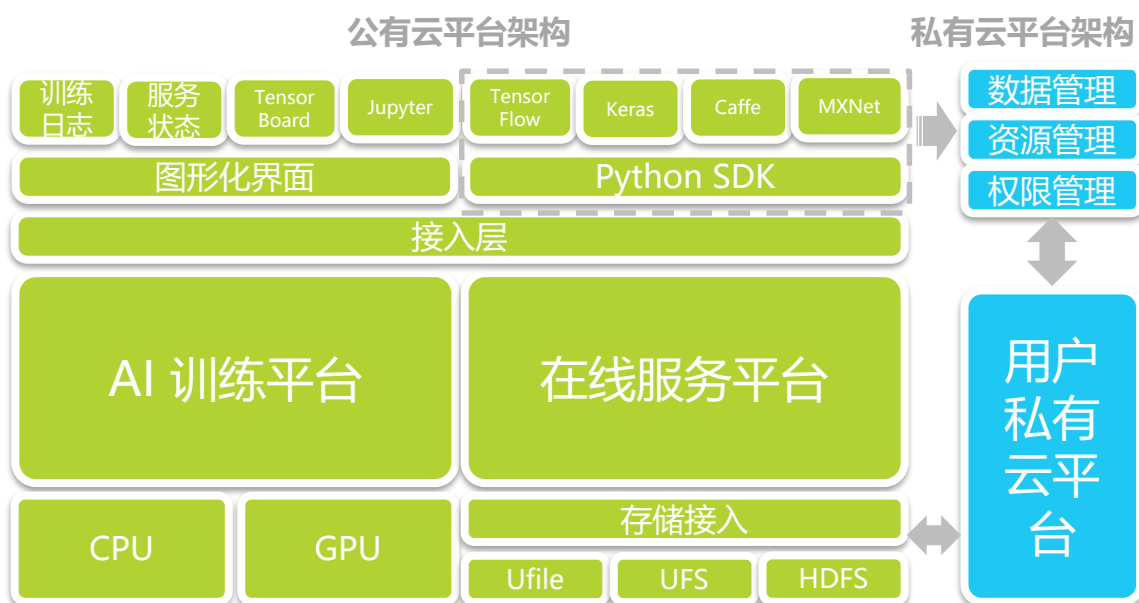 公有云平台架构
私有云平台架构
训练
日志
服务
状态
Tensor
Board
Jupyter
Tensor
Flow
Keras
Caffe
MXNet
数据管理
资源管理
权限管理
图形化界面
Python SDK
接入层
AI 训练平台
在线服务平台
用户
私有
云平
台
CPU
GPU
存储接入
Ufile
UFS
HDFS